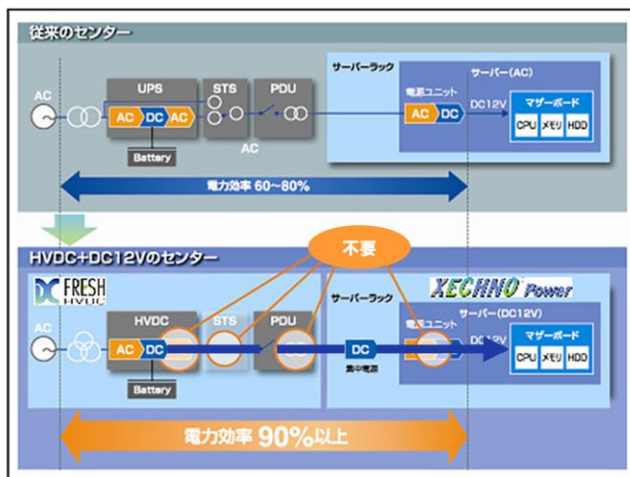 従来のセンター
AC
UPS
STS
PDU
サーバーラック
サーバー(AC)
電源ユニット
AC DC AC
AC DC
DC12V
マザーボード
CPU メモリ HDD
Battery
AC
電力効率 60〜80%
不要
HVDC+DC12Vのセンター
DC FRESH HVDC
XECHNO Power
AC
HVDC
STS
PDU
サーバーラック
サーバー(DC12V)
電源ユニット
AC DC
DC
集中電源
DC12V
マザーボード
CPU メモリ HDD
Battery
電力効率 90%以上